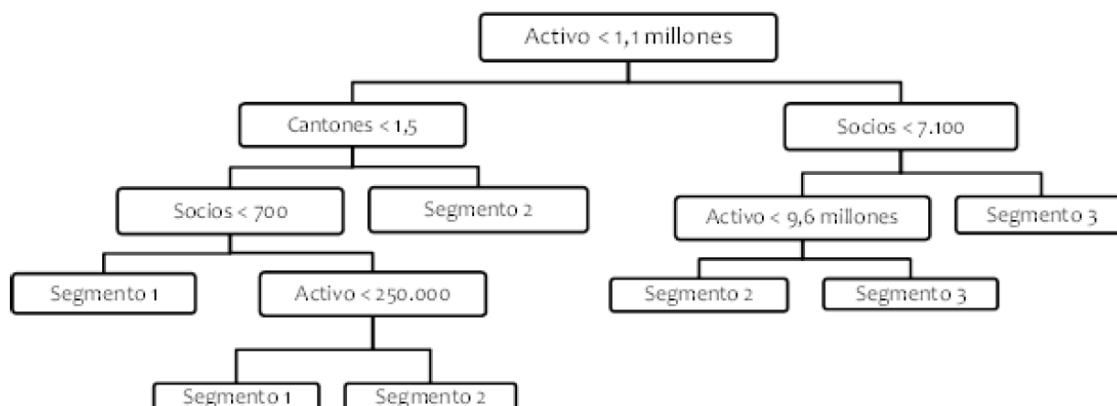 Activo < 1,1 millones
Cantones < 1,5
Socios < 7.100
Socios < 700
Segmento 2
Activo < 9,6 millones
Segmento 3
Segmento 1
Activo < 250.000
Segmento 2
Segmento 3
Segmento 1
Segmento 2